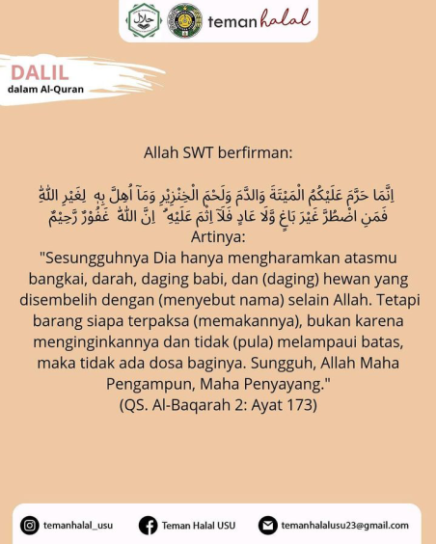 حلال
temanhalal
DALIL
dalam Al-Quran
Allah SWT berfirman:
اِنَّمَا حَرَّمَ عَلَيْكُمُ الْمَيْتَةَ وَالدَّمَ وَلَحْمَ الْخِنْزِيْرِ وَمَآ اُهِلَّ بِهٖ لِغَيْرِ اللّٰهِۚ
فَمَنِ اضْطُرَّ غَيْرَ بَاغٍ وَّلَا عَادٍ فَلَآ اِثْمَ عَلَيْهِۗ اِنَّ اللّٰهَ غَفُوْرٌ رَّحِيْمٌ
Artinya:
"Sesungguhnya Dia hanya mengharamkan atasmu
bangkai, darah, daging babi, dan (daging) hewan yang
disembelih dengan (menyebut nama) selain Allah. Tetapi
barang siapa terpaksa (memakannya), bukan karena
menginginkannya dan tidak (pula) melampaui batas,
maka tidak ada dosa baginya. Sungguh, Allah Maha
Pengampun, Maha Penyayang."
(QS. Al-Baqarah 2: Ayat 173)
temanhalal_usu
Teman Halal USU
temanhalalusu23@gmail.com